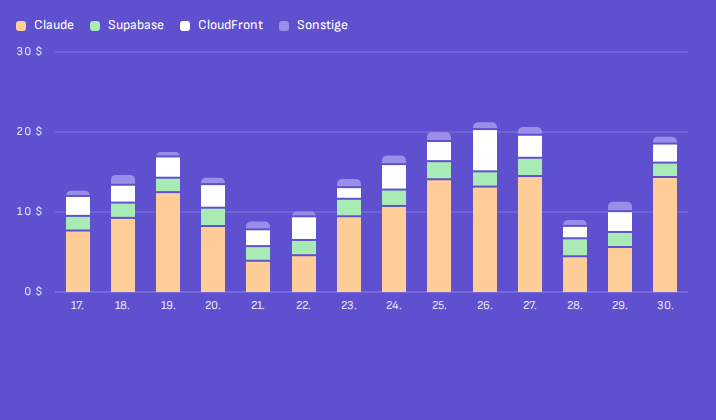 Claude Supabase CloudFront Sonstige
30 $
20 $
10 $
0 $
17. 18. 19. 20. 21. 22. 23. 24. 25. 26. 27. 28. 29. 30.